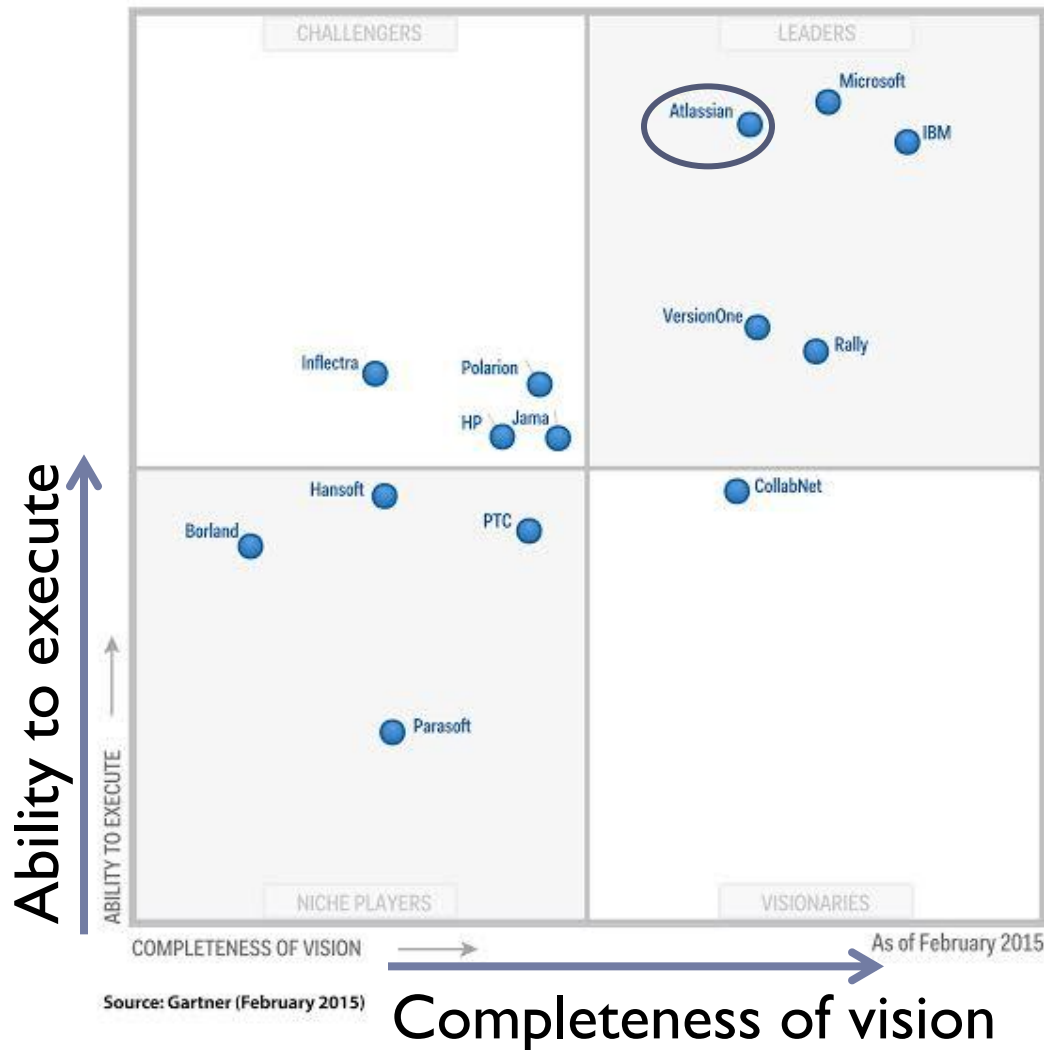 CHALLENGERS
LEADERS
Microsoft
Atlassian
IBM
VersionOne
Rally
Inflectra
Polarion
HP
Jama
Hansoft
CollabNet
PTC
Borland
Parasoft
NICHE PLAYERS
VISIONARIES
Ability to execute
ABILITY TO EXECUTE
COMPLETENESS OF VISION
As of February 2015
Source: Gartner (February 2015)
Completeness of vision